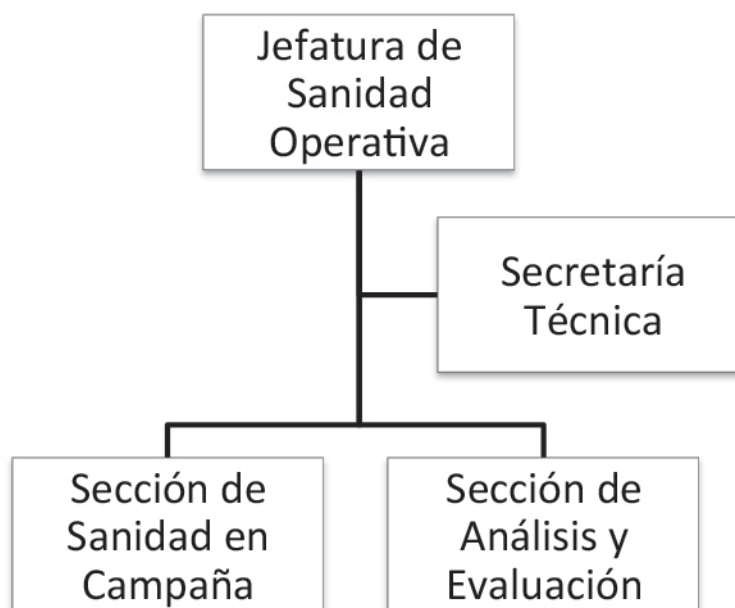 Jefatura de
Sanidad
Operativa
Secretaría
Técnica
Sección de
Sanidad en
Campaña
Sección de
Análisis y
Evaluación